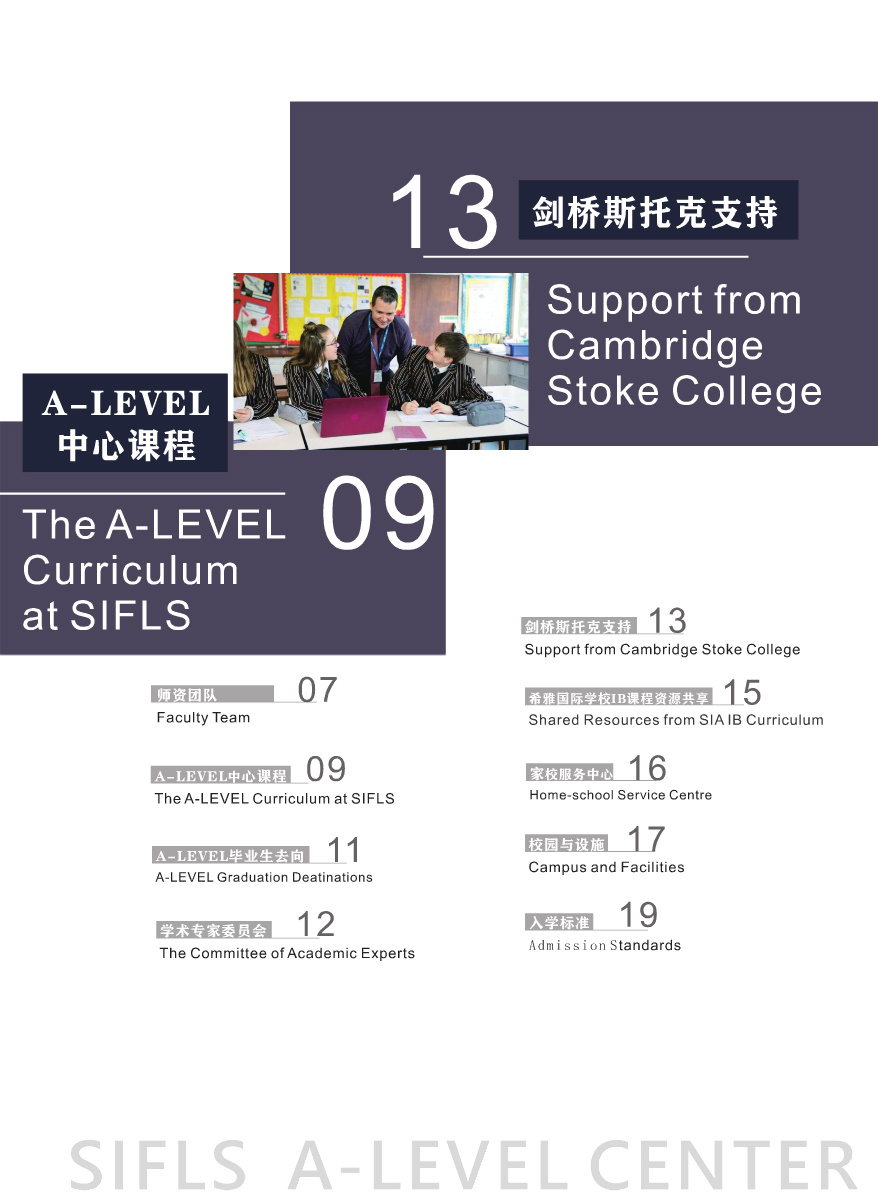 13 剑桥斯托克支持
Support from
Cambridge
Stoke College
A-LEVEL
中心课程
09
The A-LEVEL
Curriculum
at SIFLS
师资团队 07
Faculty Team
A-LEVEL中心课程 09
The A-LEVEL Curriculum at SIFLS
A-LEVEL毕业生去向 11
A-LEVEL Graduation Deatinations
学术专家委员会 12
The Committee of Academic Experts
剑桥斯托克支持 13
Support from Cambridge Stoke College
希雅国际学校IB课程资源共享 15
Shared Resources from SIA IB Curriculum
家校服务中心 16
Home-school Service Centre
校园与设施 17
Campus and Facilities
入学标准 19
Admission Standards
SIFLS A-LEVEL CENTER